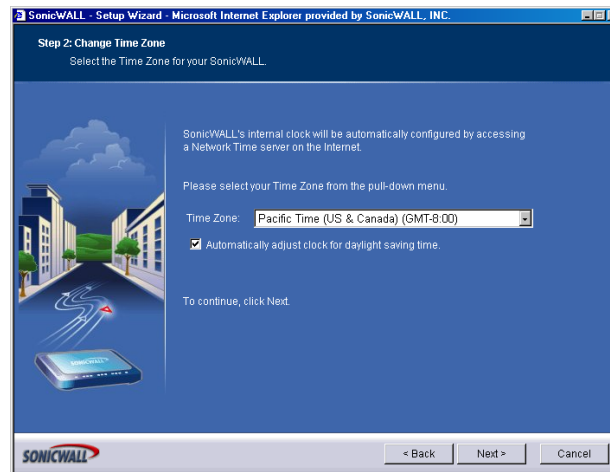 SonicWALL - Setup Wizard - Microsoft Internet Explorer provided by SonicWALL, INC.
Step 2: Change Time Zone
Select the Time Zone for your SonicWALL.
SonicWALL's internal clock will be automatically configured by accessing
a Network Time server on the Internet.
Please select your Time Zone from the pull-down menu.
Time Zone: Pacific Time (US & Canada) (GMT-8:00)
Automatically adjust clock for daylight saving time.
To continue, click Next.
SONICWALL
SONICWALL
< Back Next > Cancel